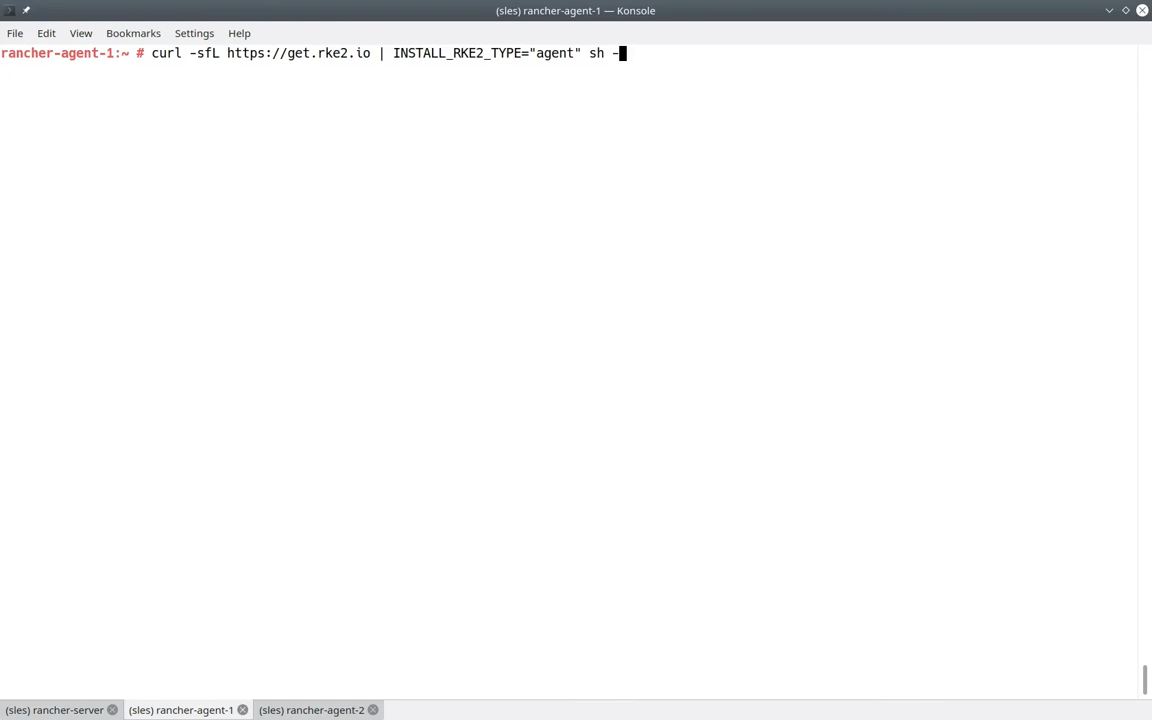 (sles) rancher-agent-1 — Konsole
File Edit View Bookmarks Settings Help
rancher-agent-1:~ # curl -sfL https://get.rke2.io | INSTALL_RKE2_TYPE="agent" sh -
(sles) rancher-server (sles) rancher-agent-1 (sles) rancher-agent-2